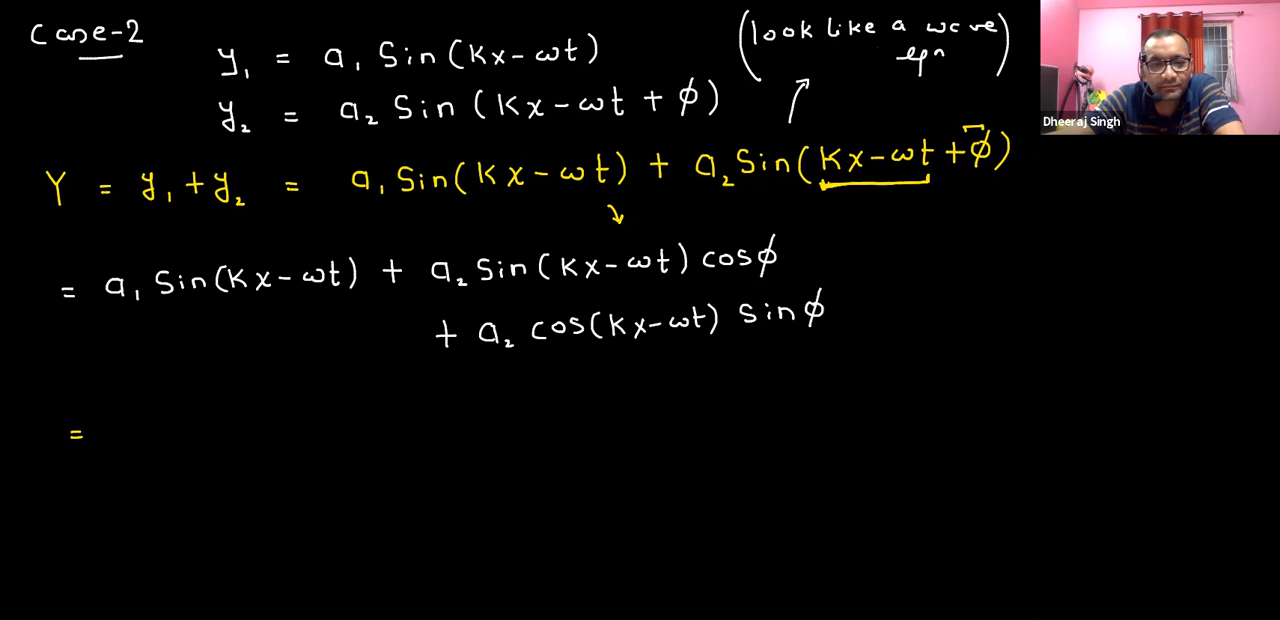 Case-2
y₁ = a₁ Sin(Kx-ωt)
(look like a wave eqⁿ)
y₂ = a₂ Sin(Kx-ωt+φ)
Y = y₁+y₂ = a₁ Sin(Kx-ωt) + a₂ Sin(Kx-ωt+φ)
= a₁ Sin(Kx-ωt) + a₂ Sin(Kx-ωt) cosφ
+ a₂ cos(Kx-ωt) sinφ
=
Dheeraj Singh